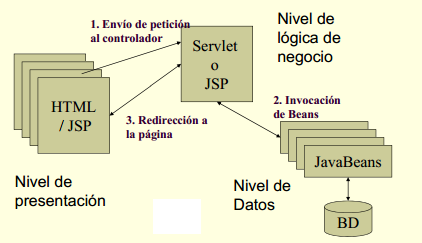 1. Envío de petición
al controlador
Nivel de
lógica de
negocio
Servlet
o
JSP
HTML
/ JSP
3. Redirección a
la página
2. Invocación
de Beans
JavaBeans
Nivel de
presentación
Nivel de
Datos
BD